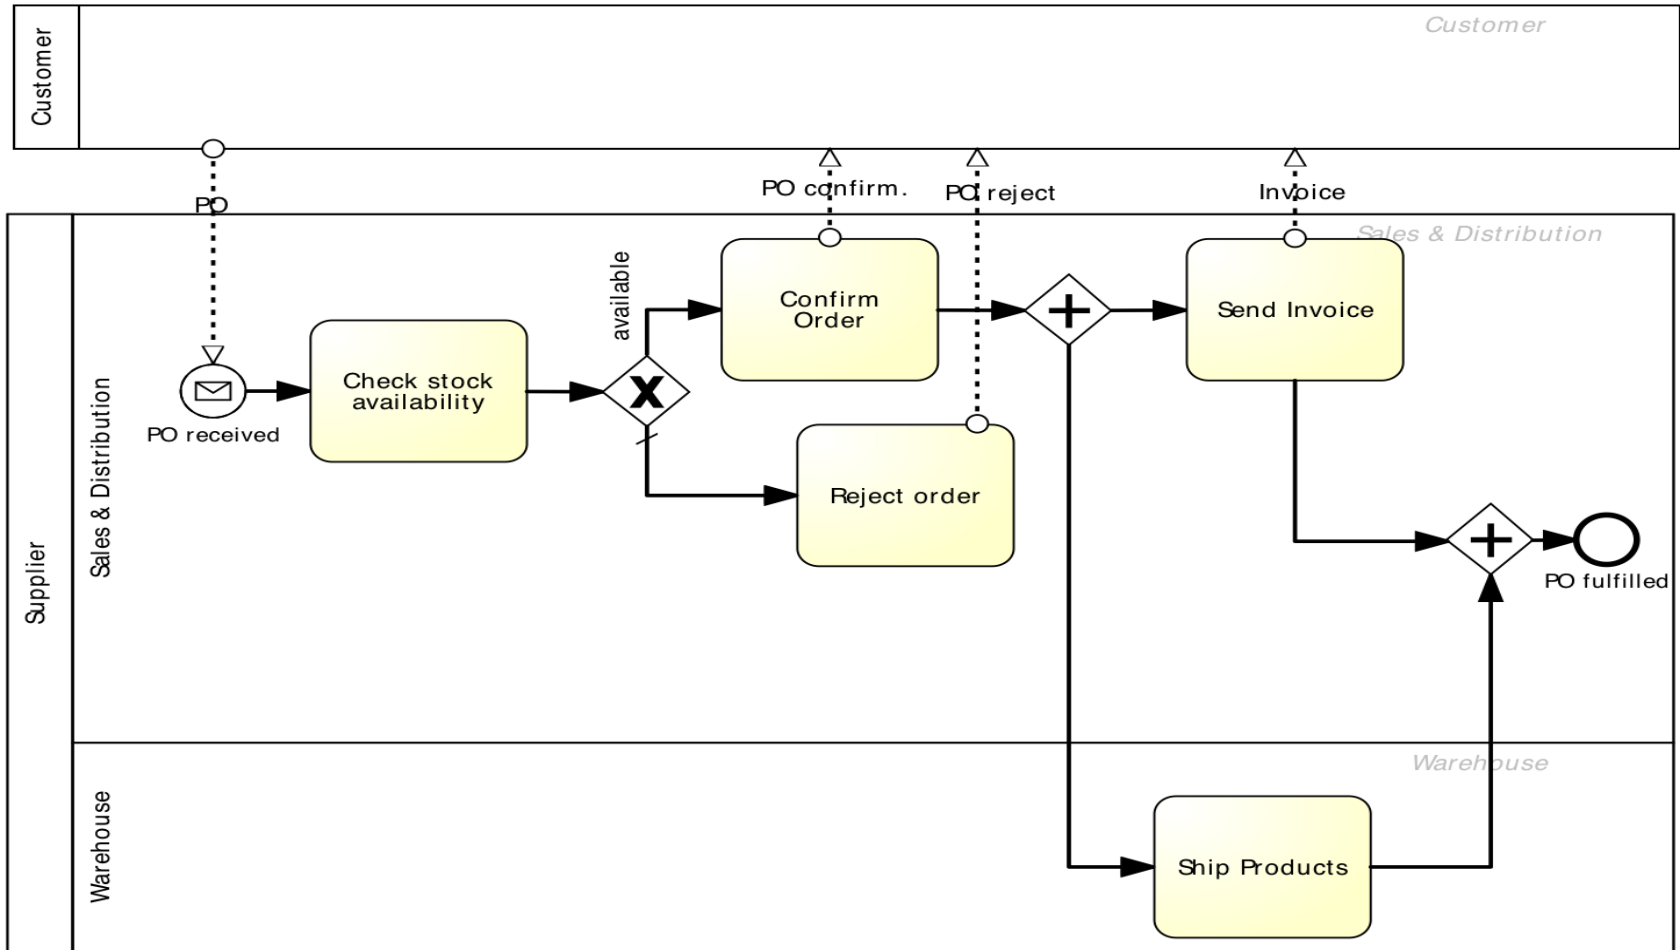 Customer
Customer
PO
PO confirm.
PO reject
Invoice
Supplier
Sales & Distribution
Sales & Distribution
PO received
Check stock
availability
available
Confirm
Order
Reject order
Send Invoice
PO fulfilled
Warehouse
Warehouse
Ship Products